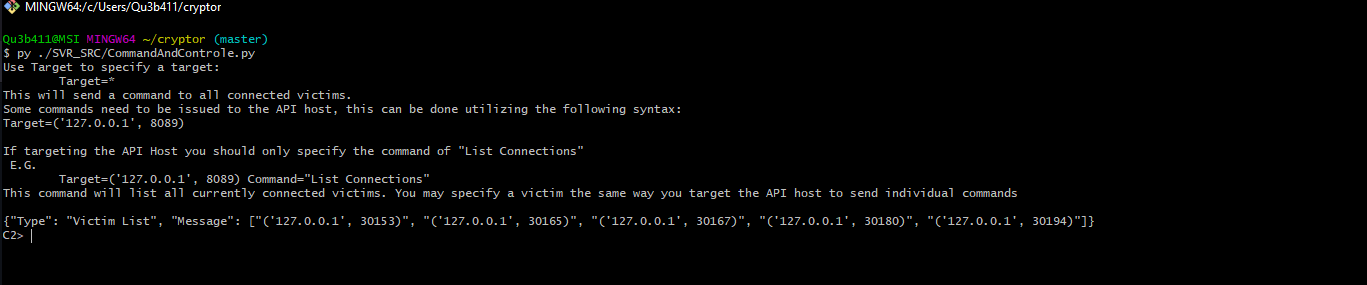 MINGW64:/c/Users/Qu3b411/cryptor
Qu3b411@MSI MINGW64 ~/cryptor (master)
$ py ./SVR_SRC/CommandAndControle.py
Use Target to specify a target:
        Target=*
This will send a command to all connected victims.
Some commands need to be issued to the API host, this can be done utilizing the following syntax:
Target=('127.0.0.1', 8089)
If targeting the API Host you should only specify the command of "List Connections"
 E.G.
        Target=('127.0.0.1', 8089) Command="List Connections"
This command will list all currently connected victims. You may specify a victim the same way you target the API host to send individual commands
{"Type": "Victim List", "Message": ["('127.0.0.1', 30153)", "('127.0.0.1', 30165)", "('127.0.0.1', 30167)", "('127.0.0.1', 30180)", "('127.0.0.1', 30194)"]}
C2>